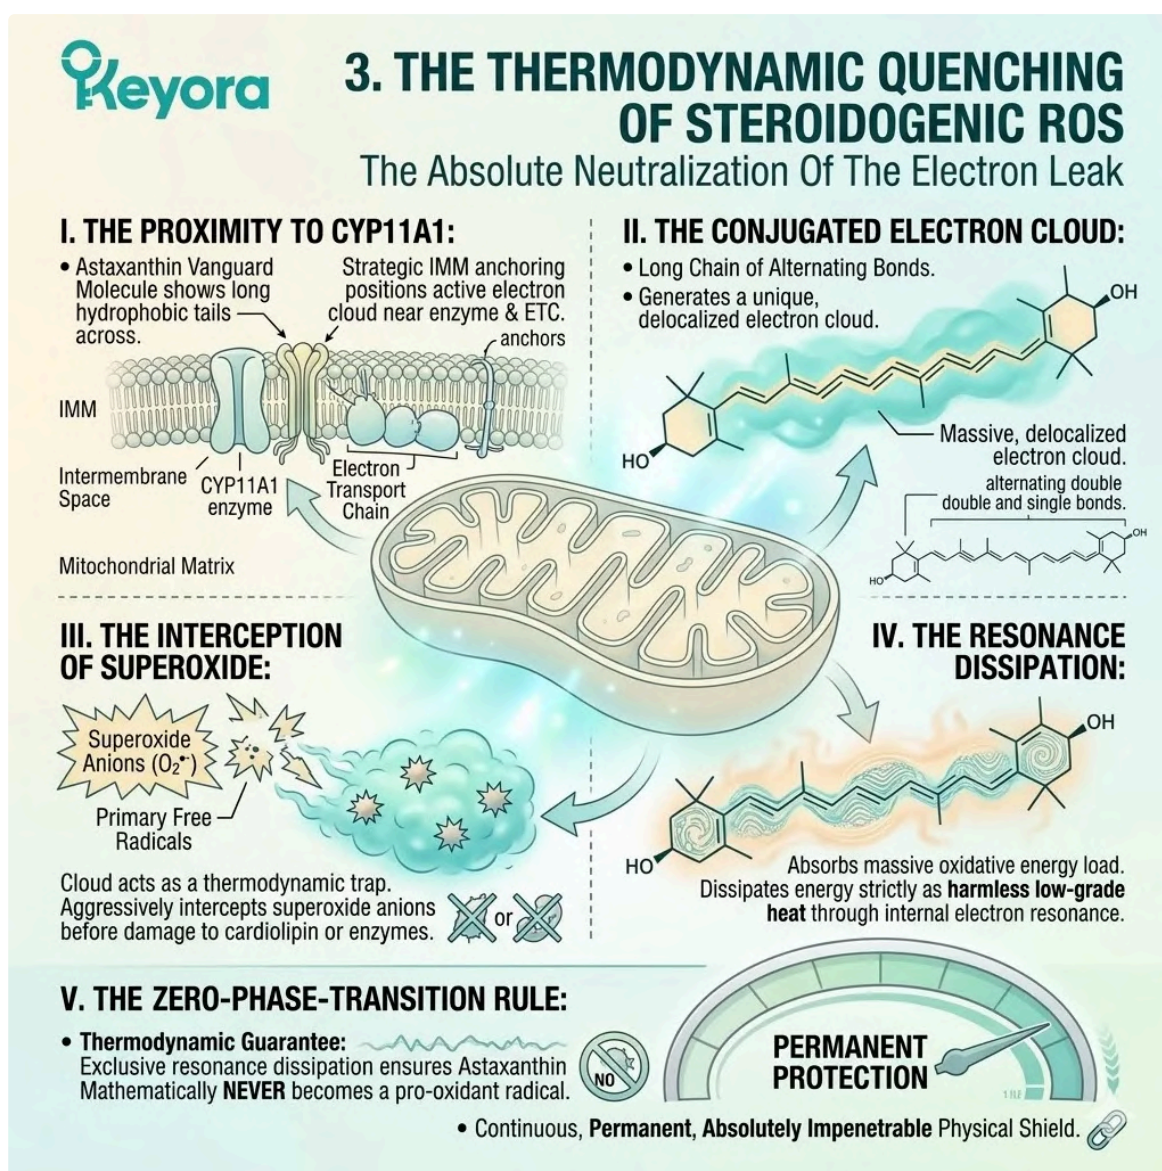 Keyora
3. THE THERMODYNAMIC QUENCHING
OF STEROIDOGENIC ROS
The Absolute Neutralization Of The Electron Leak
I. THE PROXIMITY TO CYP11A1:
• Astaxanthin Vanguard
Molecule shows long
hydrophobic tails
across.
Strategic IMM anchoring
positions active electron
cloud near enzyme & ETC.
anchors
IMM
Intermembrane
Space
CYP11A1
enzyme
Electron
Transport
Chain
Mitochondrial Matrix
II. THE CONJUGATED ELECTRON CLOUD:
• Long Chain of Alternating Bonds.
• Generates a unique,
delocalized electron cloud.
OH
HO
Massive, delocalized
electron cloud.
alternating double
double and single bonds.
OH
HO
III. THE INTERCEPTION
OF SUPEROXIDE:
Superoxide
Anions (O₂•⁻)
Primary Free
Radicals
Cloud acts as a thermodynamic trap.
Aggressively intercepts superoxide anions
before damage to cardiolipin or enzymes.
or
IV. THE RESONANCE
DISSIPATION:
OH
HO
Absorbs massive oxidative energy load.
Dissipates energy strictly as harmless low-grade
heat through internal electron resonance.
V. THE ZERO-PHASE-TRANSITION RULE:
• Thermodynamic Guarantee:
Exclusive resonance dissipation ensures Astaxanthin
Mathematically NEVER becomes a pro-oxidant radical.
NO
PERMANENT
PROTECTION
• Continuous, Permanent, Absolutely Impenetrable Physical Shield.